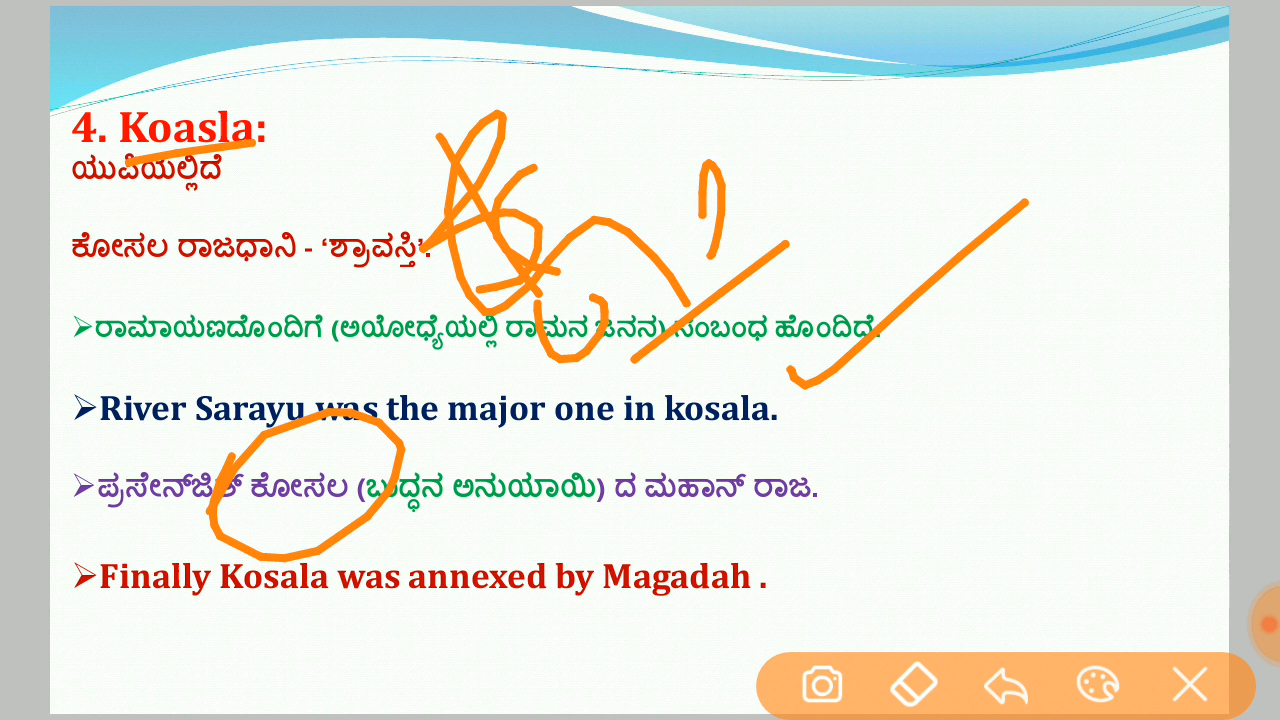 4. Koasla:
ಯುಪಿಯಲ್ಲಿದೆ
ಕೋಸಲ ರಾಜಧಾನಿ - ‘ಶ್ರಾವಸ್ತಿ’.
➢ರಾಮಾಯಣದೊಂದಿಗೆ (ಅಯೋಧ್ಯೆಯಲ್ಲಿ ರಾಮನ ಜನನ) ಸಂಬಂಧ ಹೊಂದಿದೆ.
➢River Sarayu was the major one in kosala.
➢ಪ್ರಸೇನ್‌ಜಿತ್ ಕೋಸಲ (ಬುದ್ಧನ ಅನುಯಾಯಿ) ದ ಮಹಾನ್ ರಾಜ.
➢Finally Kosala was annexed by Magadah .